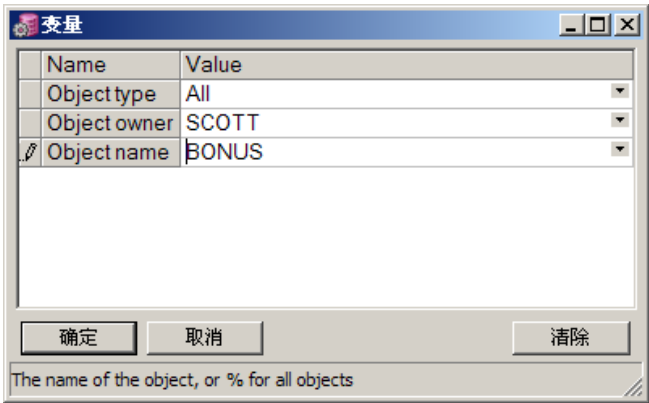 变量
Name Value
Object type All
Object owner SCOTT
Object name BONUS
确定 取消 清除
The name of the object, or % for all objects